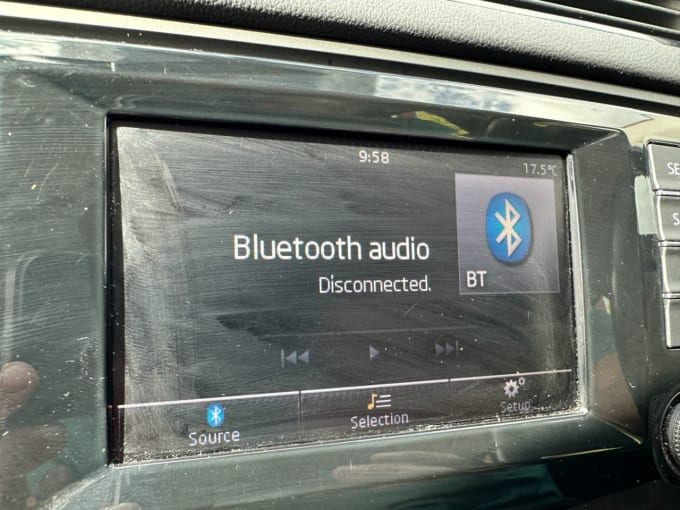 9:58
17.5°C
Bluetooth audio
Disconnected.
BT
Source
Selection
Setup